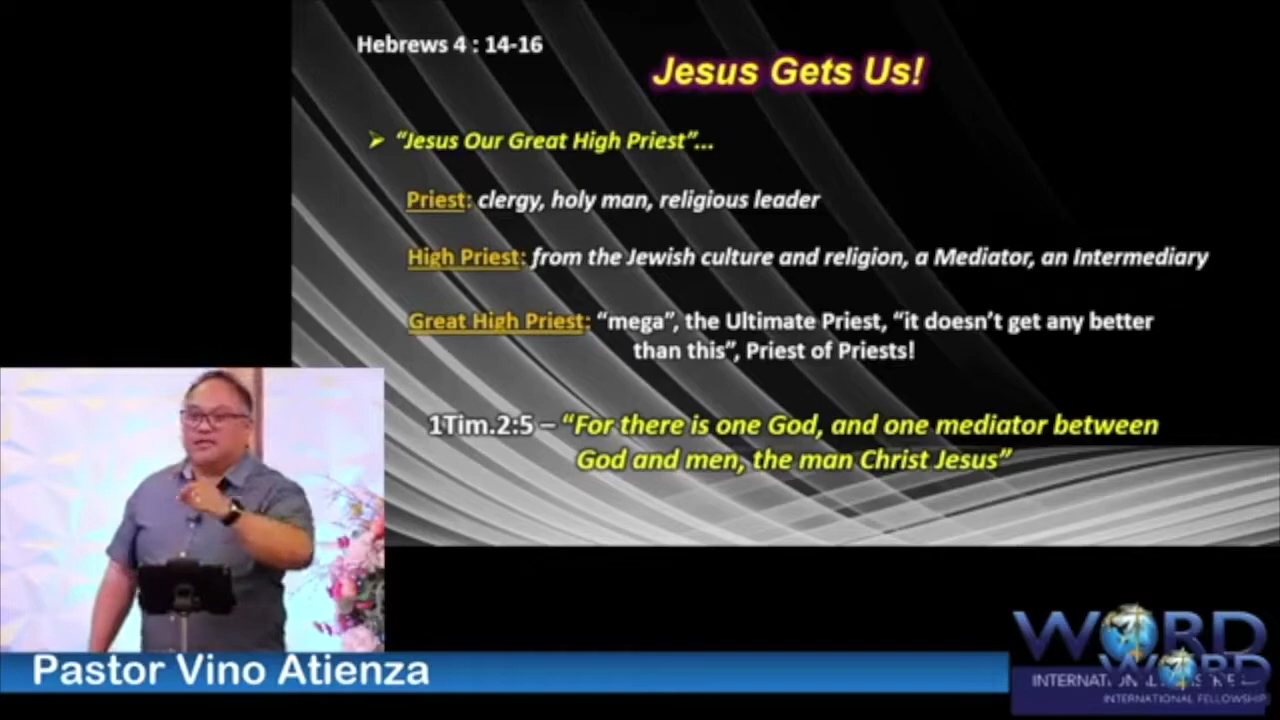 Hebrews 4 : 14-16
Jesus Gets Us!
“Jesus Our Great High Priest”...
Priest: clergy, holy man, religious leader
High Priest: from the Jewish culture and religion, a Mediator, an Intermediary
Great High Priest: “mega”, the Ultimate Priest, “it doesn’t get any better
than this”, Priest of Priests!
1Tim.2:5 – “For there is one God, and one mediator between
God and men, the man Christ Jesus”
Pastor Vino Atienza
WORD
WORD
INTERNATIONAL FELLOWSHIP